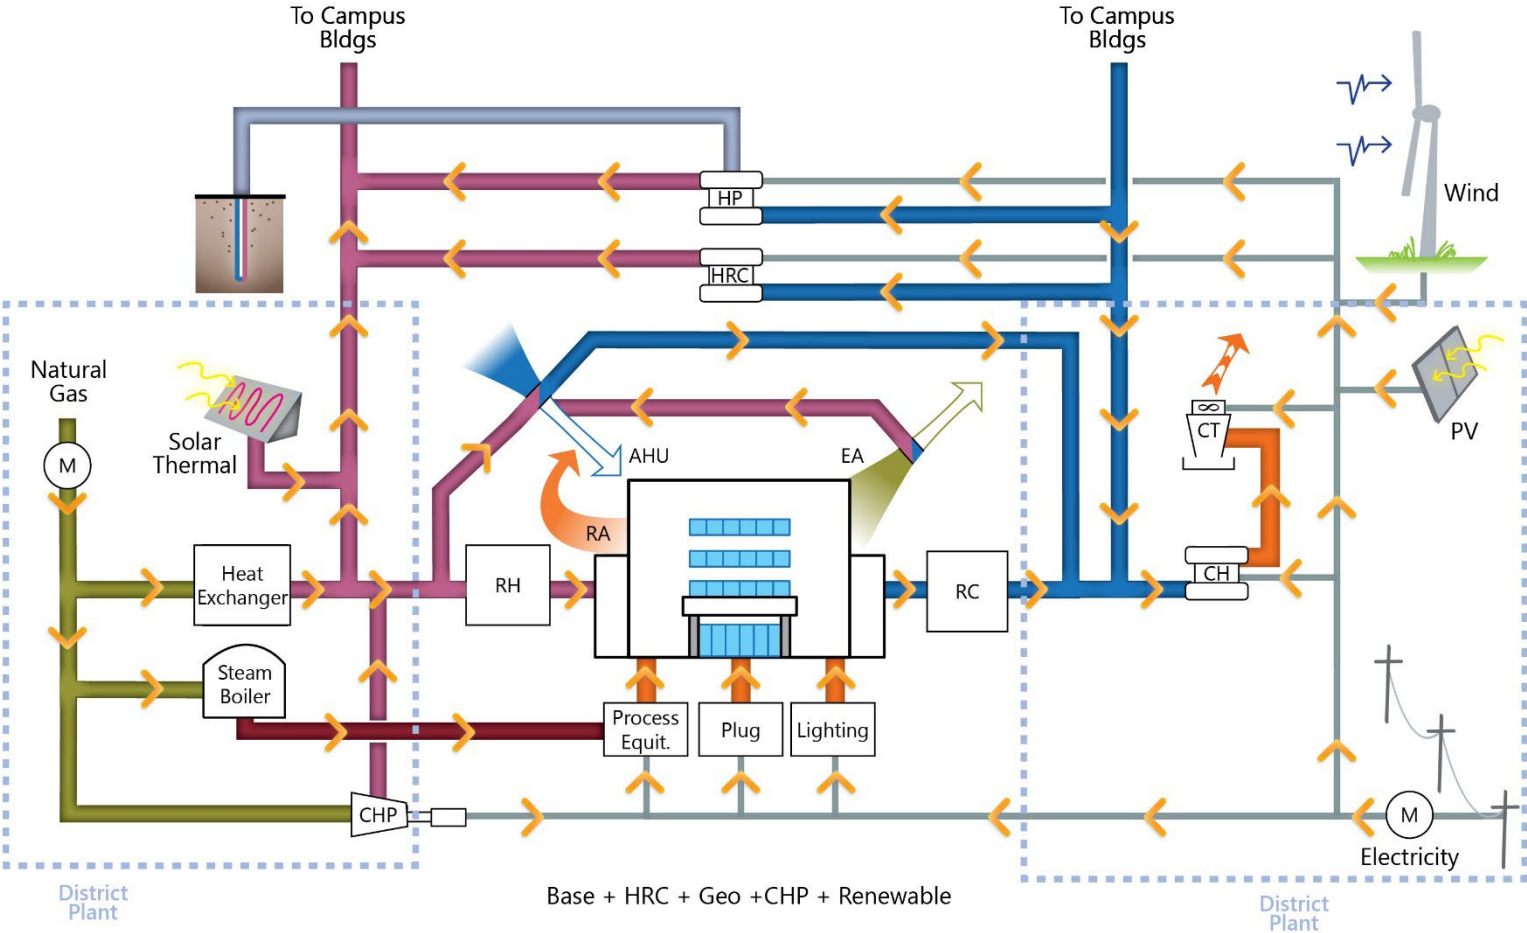 To Campus
Bldgs
To Campus
Bldgs
HP
Wind
HRC
Natural
Gas
Solar
Thermal
PV
CT
M
AHU
EA
RA
Heat
Exchanger
RH
RC
CH
Steam
Boiler
Process
Equit.
Plug
Lighting
CHP
M
Electricity
District
Plant
Base + HRC + Geo +CHP + Renewable
District
Plant